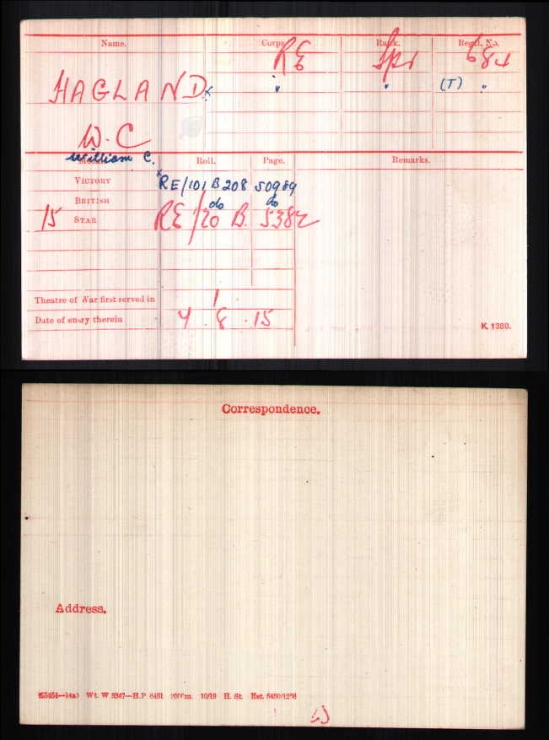 Name. Corps. Rank. Regtl. No.
RE Spr 684
HAGLAND " " (T) "
W.C
William C.
Roll. Page. Remarks.
VICTORY RE/101 B208 50989
BRITISH do do
15 STAR RE/20 B. 5382
Theatre of War first served in 1
Date of entry therein 4.8.15
K 1380.
Correspondence.
Address.